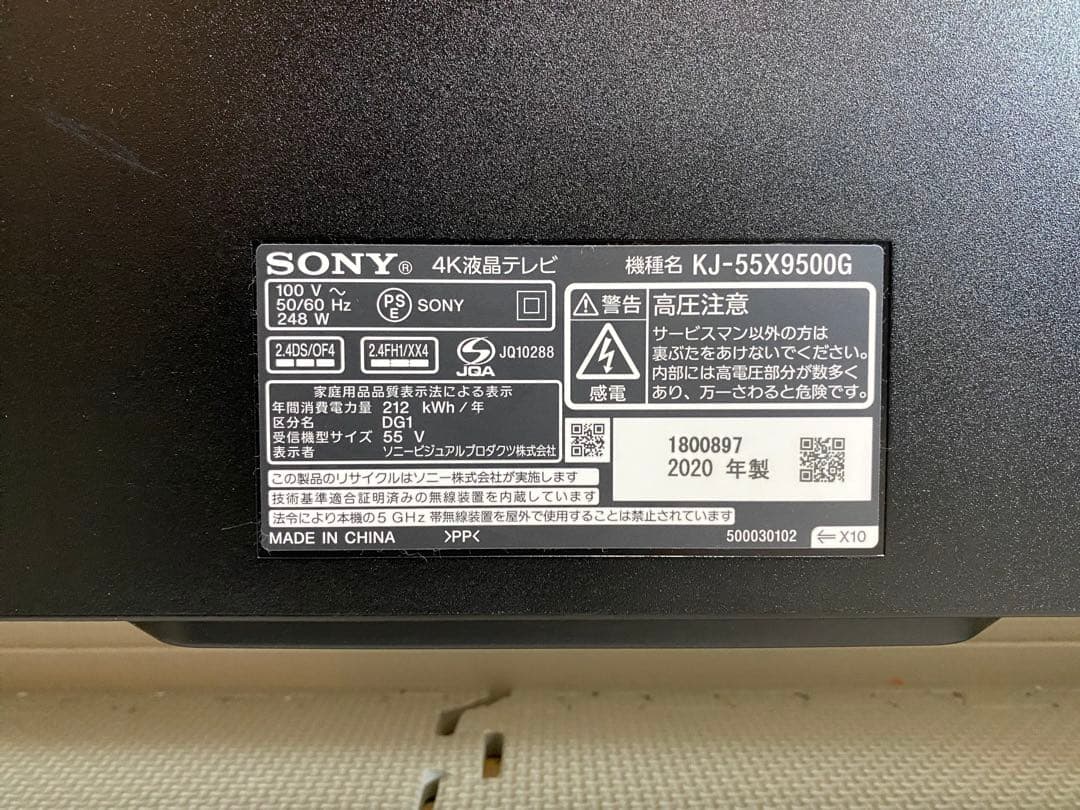 SONY® 4K液晶テレビ 機種名 KJ-55X9500G
100 V ～
50/60 Hz
248 W
PS
E
SONY
2.4DS/OF4
2.4FH1/XX4
JQA
JQ10288
警告
感電
高圧注意
サービスマン以外の方は
裏ぶたをあけないでください。
内部には高電圧部分が数多く
あり、万一さわると危険です。
家庭用品品質表示法による表示
年間消費電力量 212 kWh/年
区分名 DG1
受信機型サイズ 55 V
表示者 ソニービジュアルプロダクツ株式会社
1800897
2020 年製
この製品のリサイクルはソニー株式会社が実施します
技術基準適合証明済みの無線装置を内蔵しています
法令により本機の5 GHz 帯無線装置を屋外で使用することは禁止されています
MADE IN CHINA >PP< 500030102 ⇐ X10